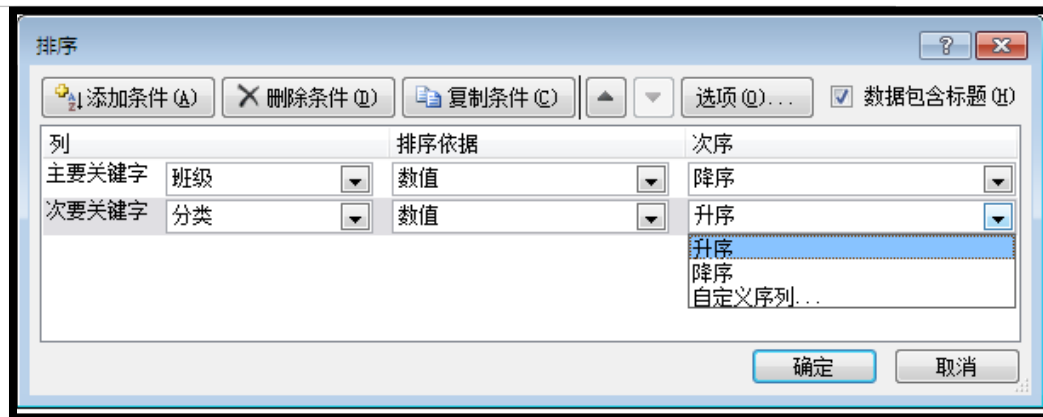 排序
添加条件(A) 删除条件(D) 复制条件(C) 选项(O)... 数据包含标题(H)
列 排序依据 次序
主要关键字 班级 数值 降序
次要关键字 分类 数值 升序
升序
降序
自定义序列...
确定 取消